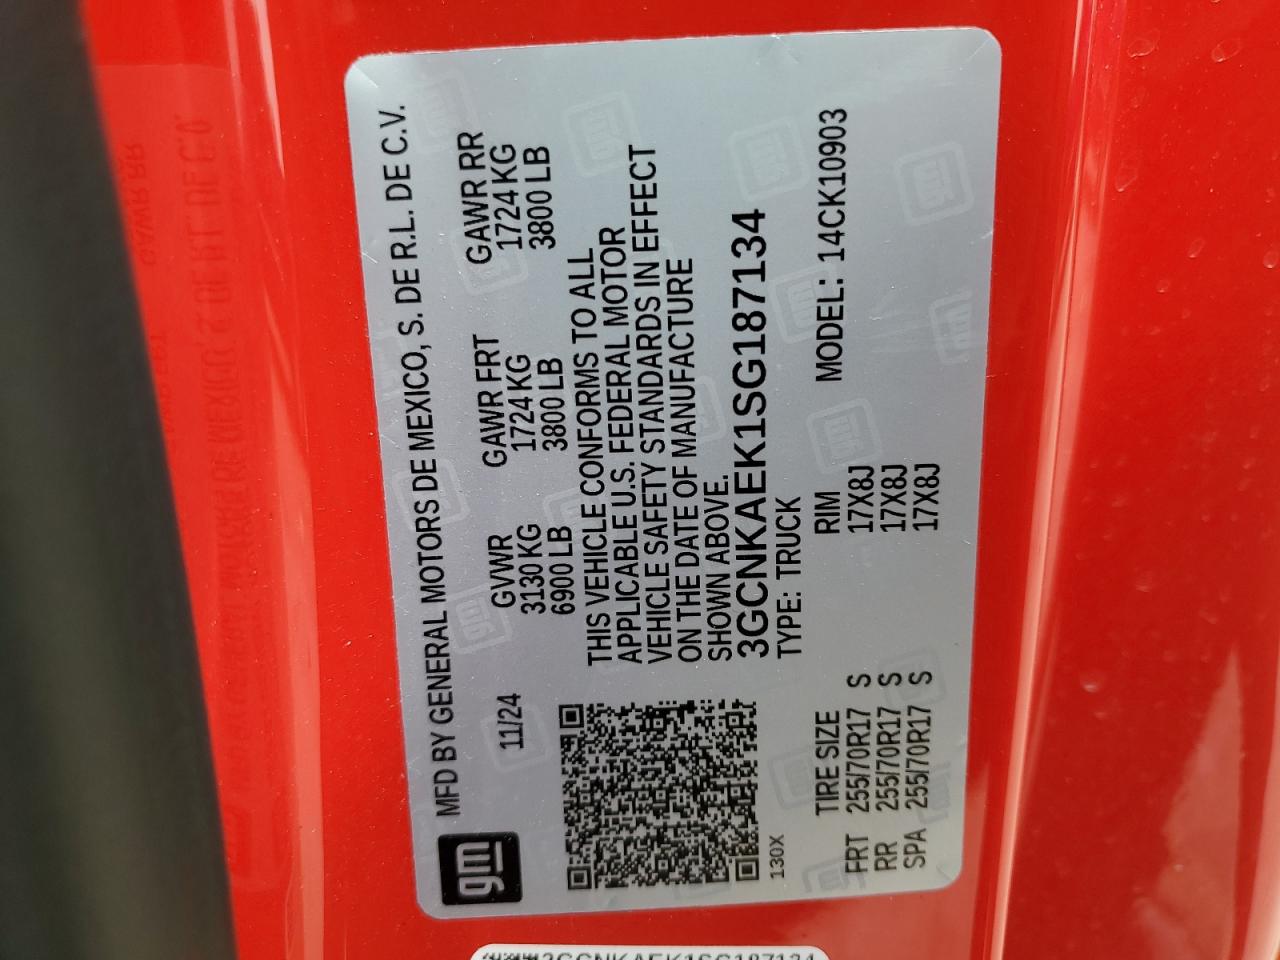 gm
MFD BY GENERAL MOTORS DE MEXICO, S. DE R.L. DE C.V.
11/24
GVWR GAWR FRT GAWR RR
3130 KG 1724 KG 1724 KG
6900 LB 3800 LB 3800 LB
THIS VEHICLE CONFORMS TO ALL
APPLICABLE U.S. FEDERAL MOTOR
VEHICLE SAFETY STANDARDS IN EFFECT
ON THE DATE OF MANUFACTURE
SHOWN ABOVE.
3GCNKAEK1SG187134
TYPE: TRUCK
130X
TIRE SIZE RIM MODEL: 14CK10903
FRT 255/70R17 S 17X8J
RR 255/70R17 S 17X8J
SPA 255/70R17 S 17X8J
3GCNKAEK1SG187134